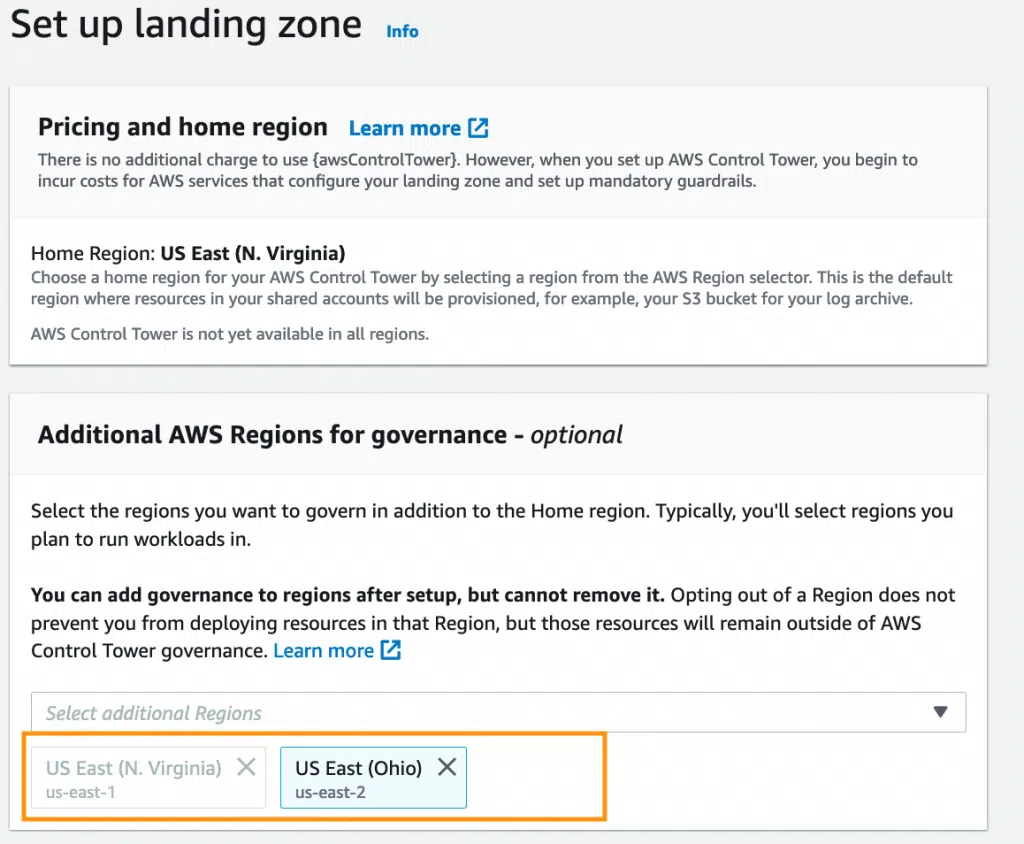 Set up landing zone Info
Pricing and home region Learn more
There is no additional charge to use {awsControlTower}. However, when you set up AWS Control Tower, you begin to
incur costs for AWS services that configure your landing zone and set up mandatory guardrails.
Home Region: US East (N. Virginia)
Choose a home region for your AWS Control Tower by selecting a region from the AWS Region selector. This is the default
region where resources in your shared accounts will be provisioned, for example, your S3 bucket for your log archive.
AWS Control Tower is not yet available in all regions.
Additional AWS Regions for governance - optional
Select the regions you want to govern in addition to the Home region. Typically, you'll select regions you
plan to run workloads in.
You can add governance to regions after setup, but cannot remove it. Opting out of a Region does not
prevent you from deploying resources in that Region, but those resources will remain outside of AWS
Control Tower governance. Learn more
Select additional Regions
US East (N. Virginia)
us-east-1
US East (Ohio)
us-east-2